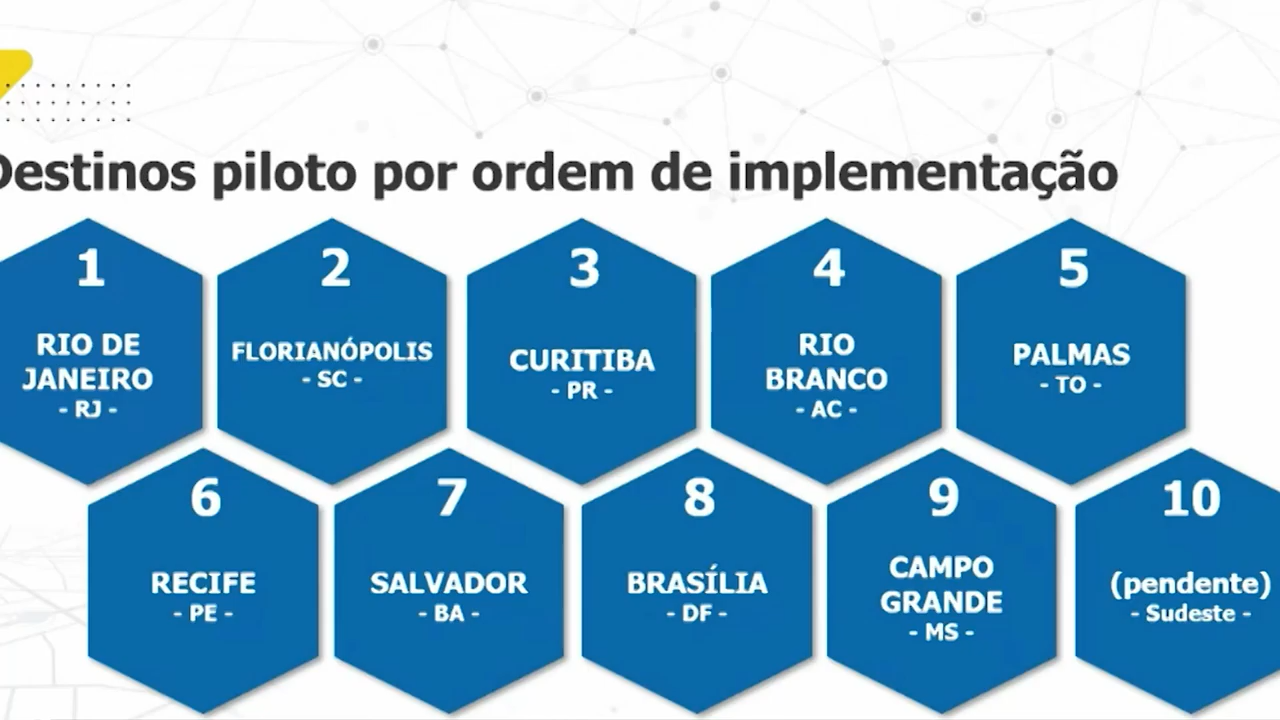 Destinos piloto por ordem de implementação
1
RIO DE
JANEIRO
- RJ -
2
FLORIANÓPOLIS
- SC -
3
CURITIBA
- PR -
4
RIO
BRANCO
- AC -
5
PALMAS
- TO -
6
RECIFE
- PE -
7
SALVADOR
- BA -
8
BRASÍLIA
- DF -
9
CAMPO
GRANDE
- MS -
10
(pendente)
- Sudeste -